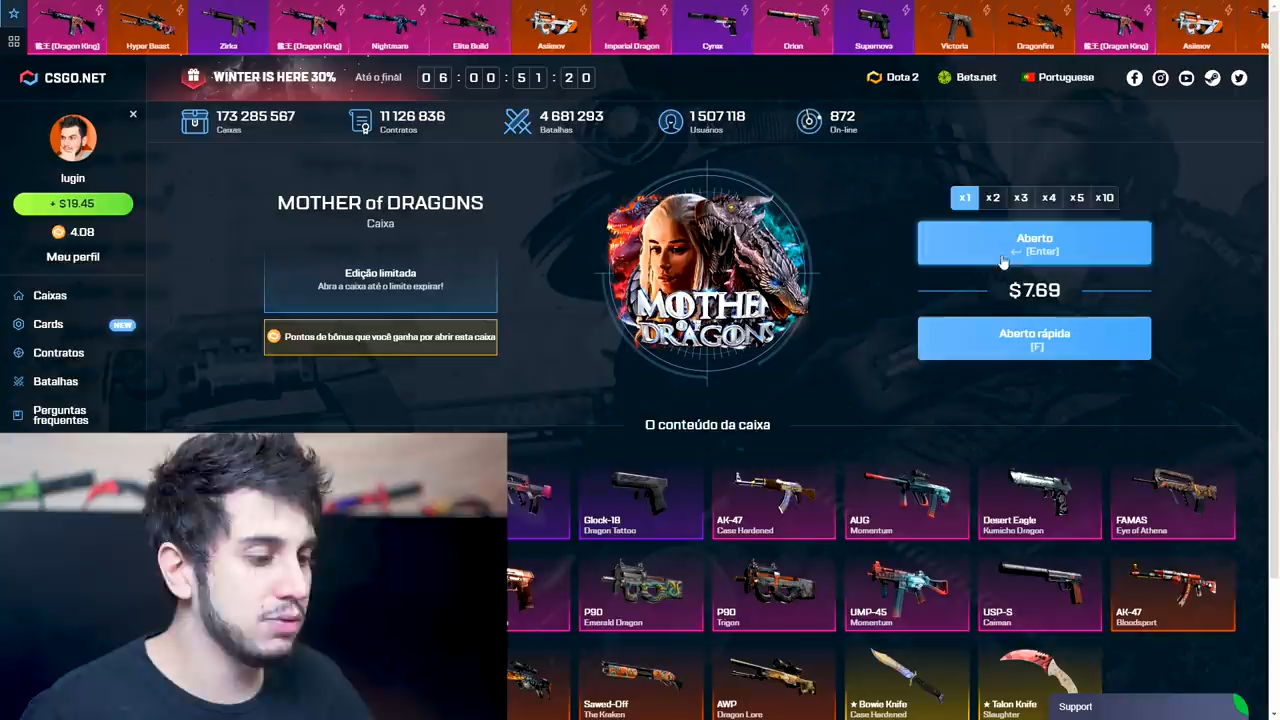 龍王 (Dragon King)
Hyper Beast
Zirka
龍王 (Dragon King)
Nightmare
Elite Build
Asiimov
Imperial Dragon
Cyrex
Orion
Supernova
Victoria
Dragonfire
龍王 (Dragon King)
Asiimov
CSGO.NET
WINTER IS HERE 30%
Até o final
06:00:51:20
Dota 2
Bets.net
Portuguese
173 285 567
Caixas
11 126 836
Contratos
4 681 293
Batalhas
1 507 118
Usuários
872
On-line
lugin
+ $19.45
4.08
Meu perfil
Caixas
Cards
NEW
Contratos
Batalhas
Perguntas
frequentes
MOTHER of DRAGONS
Caixa
Edição limitada
Abra a caixa até o limite expirar!
Pontos de bônus que você ganha por abrir esta caixa
MOTHER
OF
DRAGONS
x1 x2 x3 x4 x5 x10
Aberto
[Enter]
$7.69
Aberto rápida
[F]
O conteúdo da caixa
Glock-18
Dragon Tattoo
AK-47
Case Hardened
AUG
Momentum
Desert Eagle
Kumicho Dragon
FAMAS
Eye of Athena
P90
Emerald Dragon
P90
Trigon
UMP-45
Momentum
USP-S
Caiman
AK-47
Bloodsport
Sawed-Off
The Kraken
AWP
Dragon Lore
★ Bowie Knife
Case Hardened
★ Talon Knife
Slaughter
Support